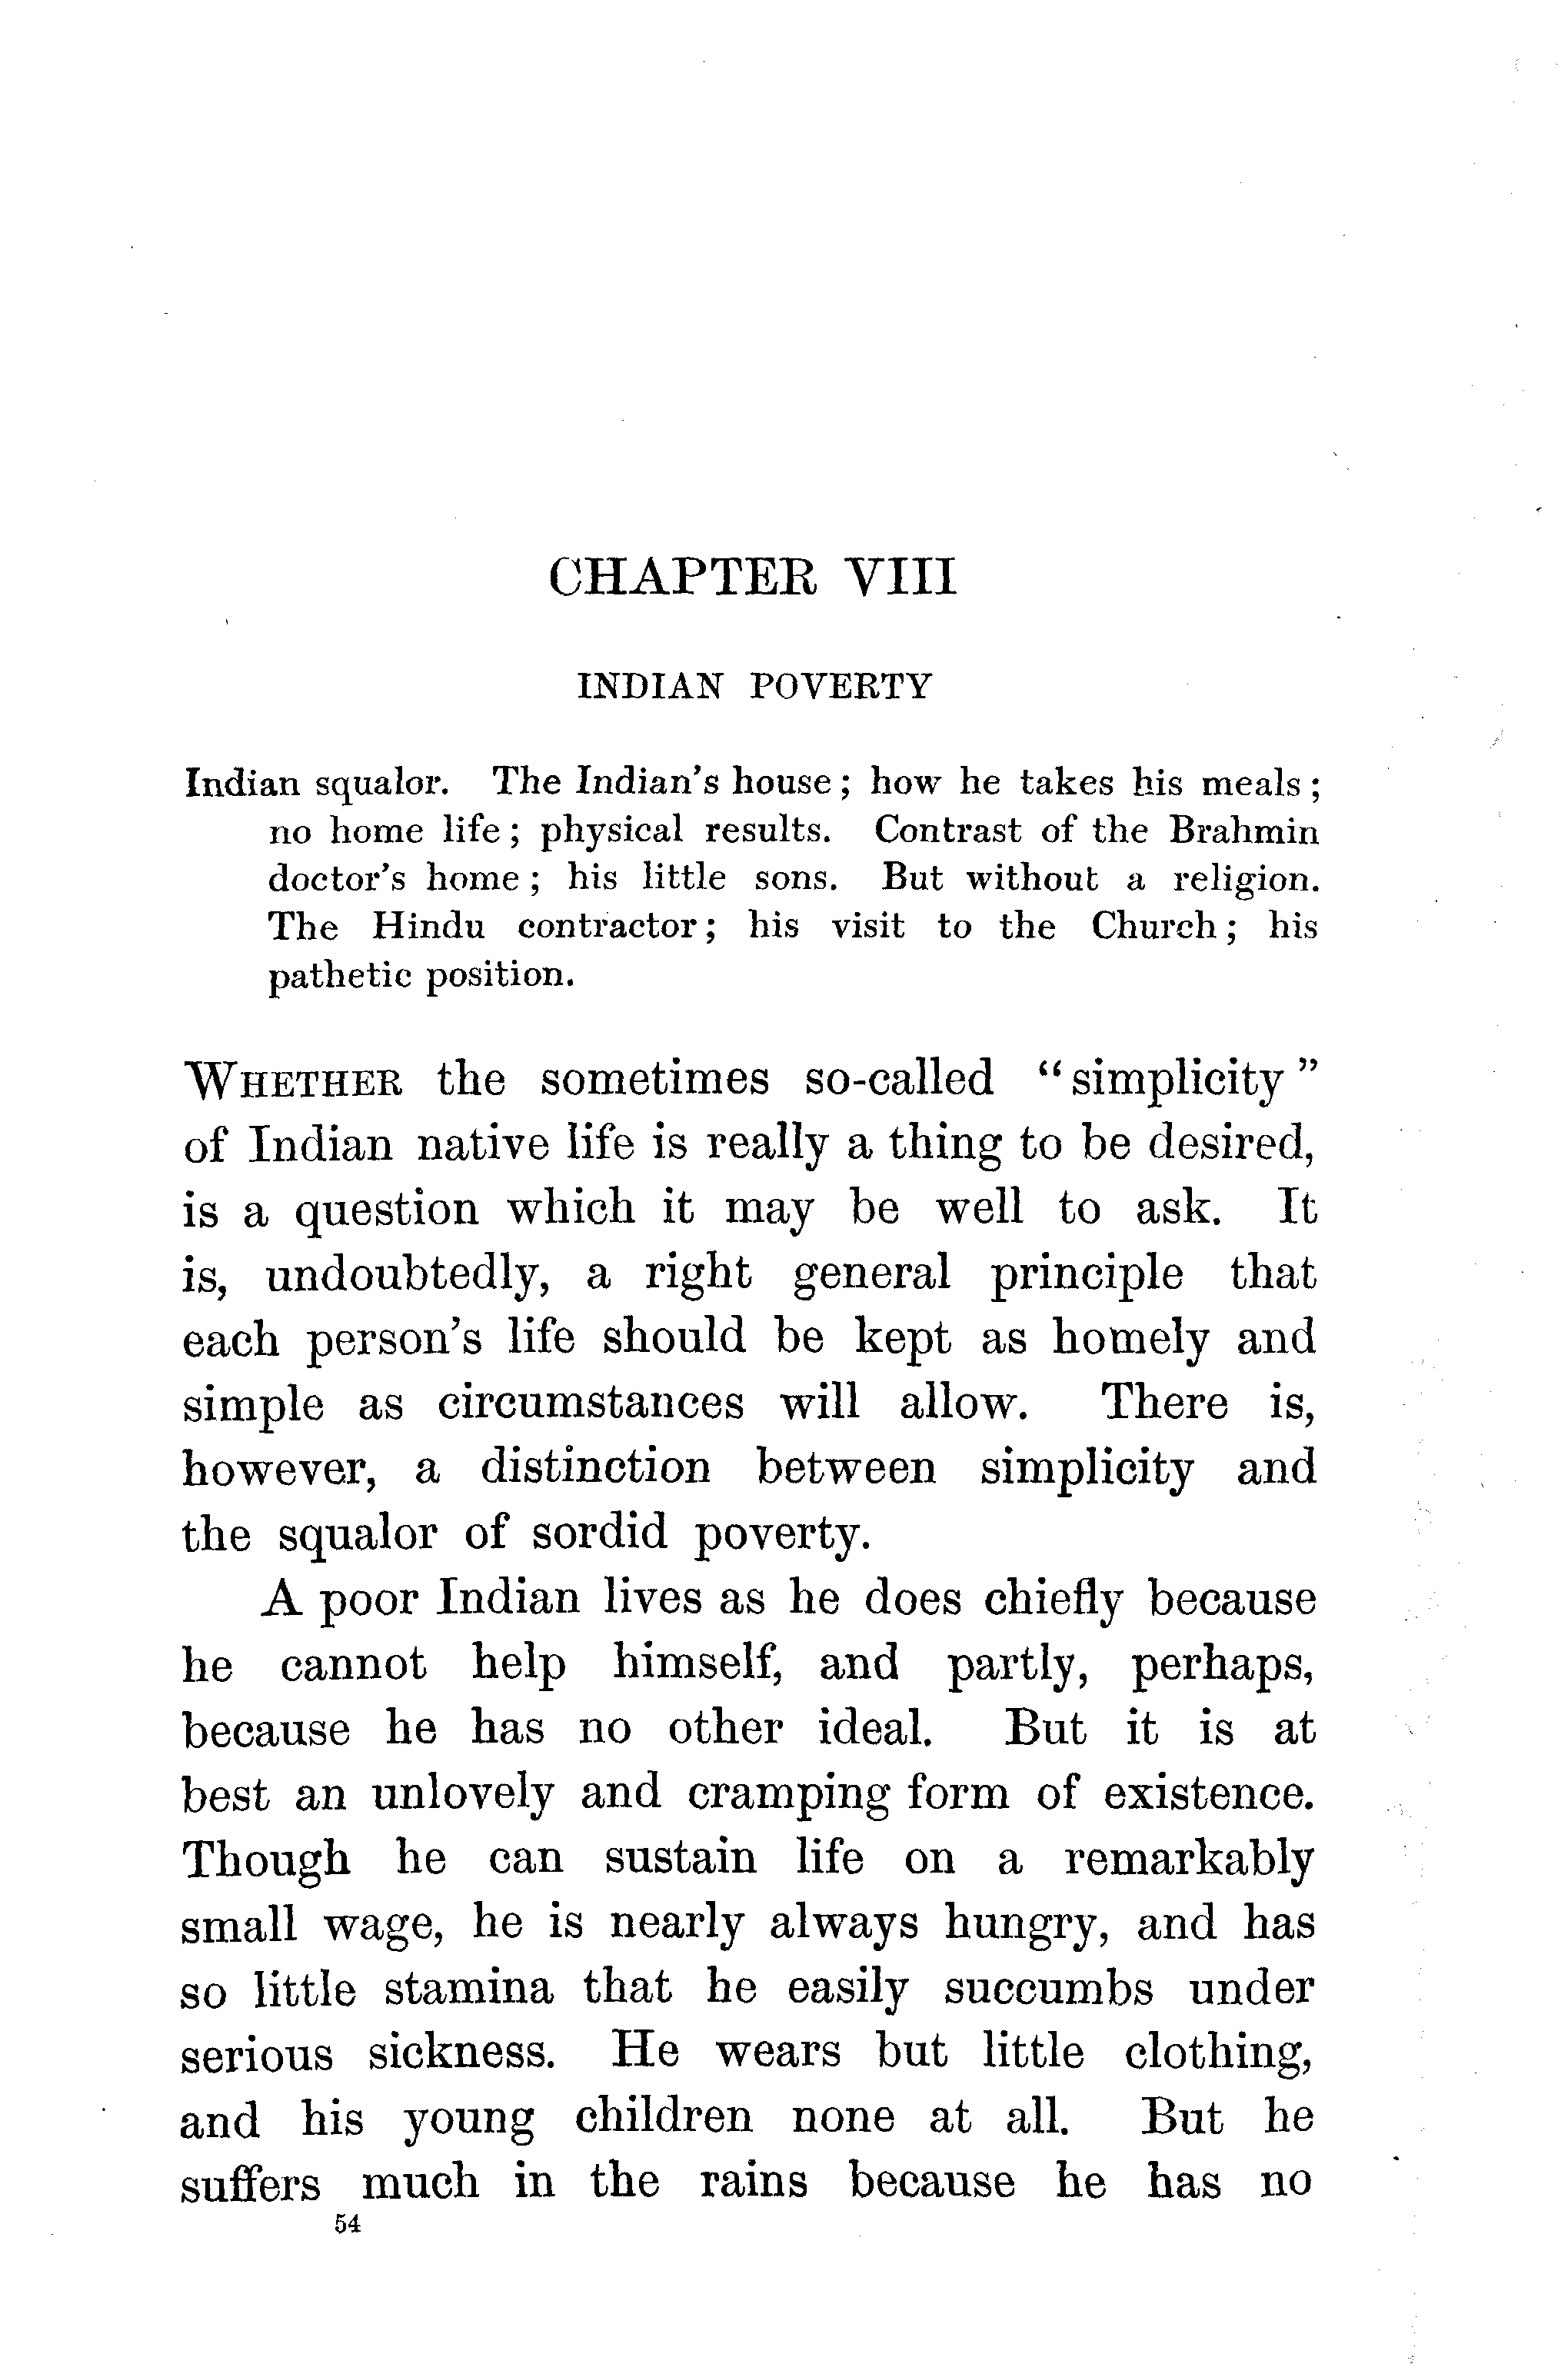 CHAPTER VIII
INDIAN POVERTY
Indian squalor. The Indian's house; how he takes his meals;
no home life; physical results. Contrast of the Brahmin
doctor's home; his little sons. But without a religion.
The Hindu contractor; his visit to the Church; his
pathetic position.
WHETHER the sometimes so-called "simplicity"
of Indian native life is really a thing to be desired,
is a question which it may be well to ask. It
is, undoubtedly, a right general principle that
each person's life should be kept as homely and
simple as circumstances will allow. There is,
however, a distinction between simplicity and
the squalor of sordid poverty.
A poor Indian lives as he does chiefly because
he cannot help himself, and partly, perhaps,
because he has no other ideal. But it is at
best an unlovely and cramping form of existence.
Though he can sustain life on a remarkably
small wage, he is nearly always hungry, and has
so little stamina that he easily succumbs under
serious sickness. He wears but little clothing,
and his young children none at all. But he
suffers much in the rains because he has no
54